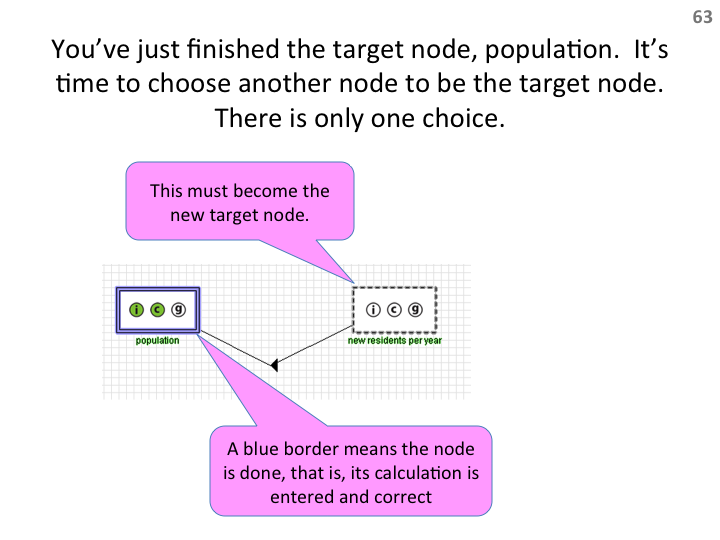 63
You’ve just finished the target node, population.  It’s
time to choose another node to be the target node.
There is only one choice.
This must become the
new target node.
i c g
i c g
population
new residents per year
A blue border means the node
is done, that is, its calculation is
entered and correct